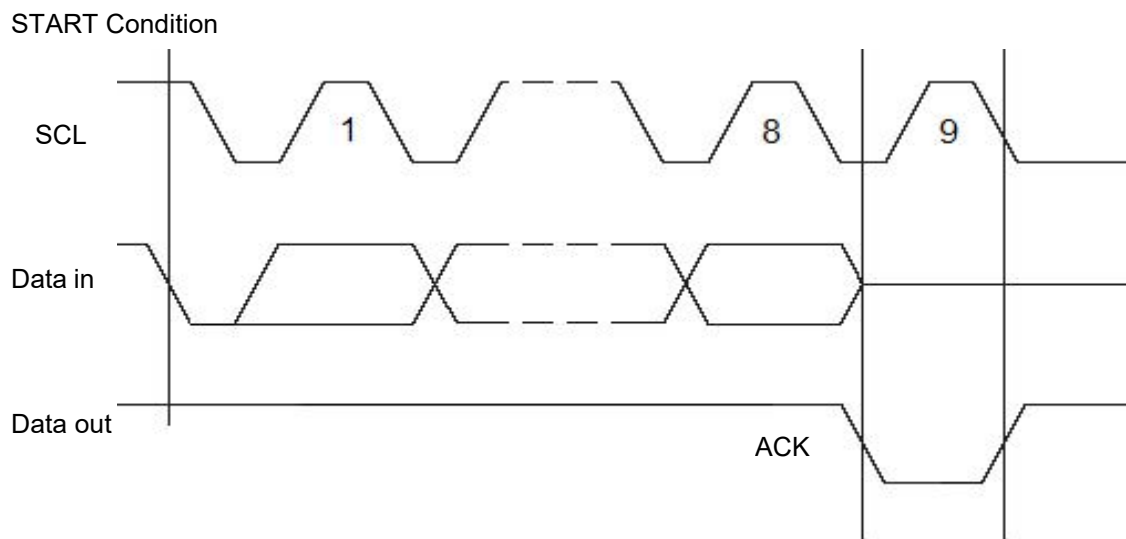 START Condition
SCL
1
8
9
Data in
Data out
ACK